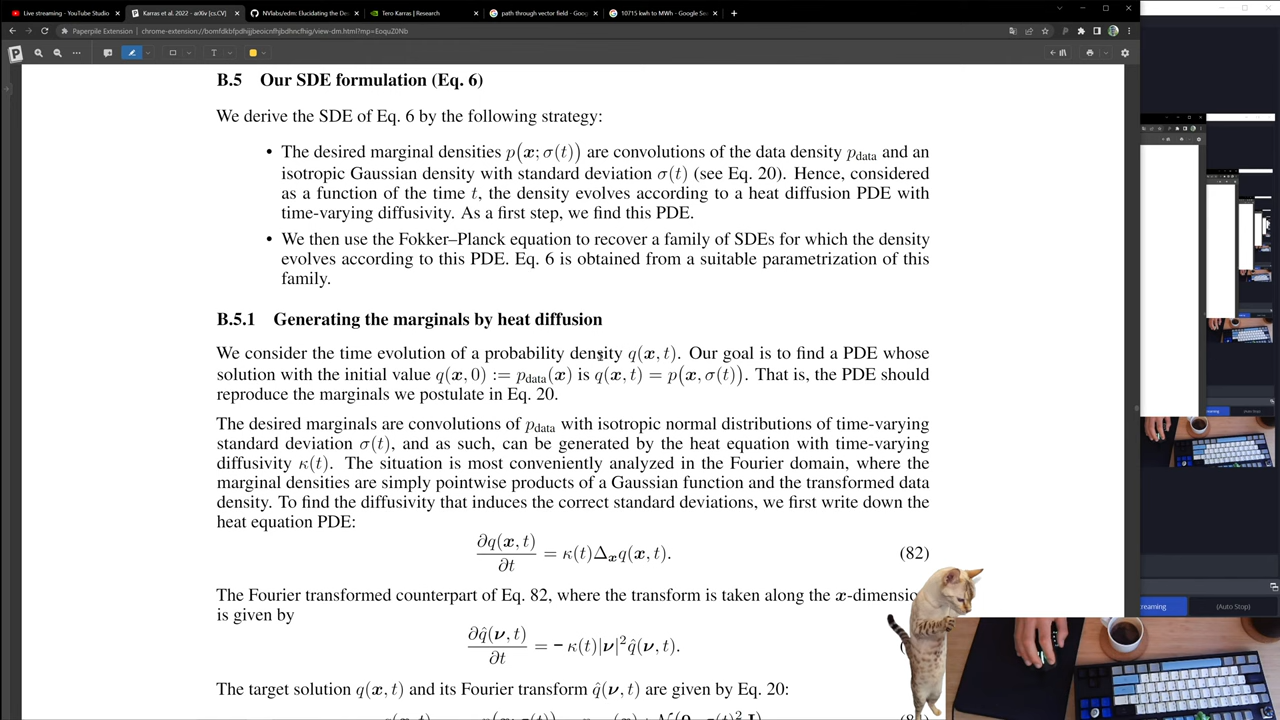 Live streaming - YouTube Studio
Karras et al. 2022 - arXiv [cs.CV]
NVlabs/edm: Elucidating the De
Tero Karras | Research
path through vector field - Goo
10715 kwh to MWh - Google Se
Paperpile Extension | chrome-extension://bomfdkbfpdhijjbeoicnfhjbdhncfhig/view-dm.html?mp=EoquZ0Nb
B.5 Our SDE formulation (Eq. 6)
We derive the SDE of Eq. 6 by the following strategy:
• The desired marginal densities p(x; σ(t)) are convolutions of the data density p_data and an
isotropic Gaussian density with standard deviation σ(t) (see Eq. 20). Hence, considered
as a function of the time t, the density evolves according to a heat diffusion PDE with
time-varying diffusivity. As a first step, we find this PDE.
• We then use the Fokker–Planck equation to recover a family of SDEs for which the density
evolves according to this PDE. Eq. 6 is obtained from a suitable parametrization of this
family.
B.5.1 Generating the marginals by heat diffusion
We consider the time evolution of a probability density q(x, t). Our goal is to find a PDE whose
solution with the initial value q(x, 0) := p_data(x) is q(x, t) = p(x, σ(t)). That is, the PDE should
reproduce the marginals we postulate in Eq. 20.
The desired marginals are convolutions of p_data with isotropic normal distributions of time-varying
standard deviation σ(t), and as such, can be generated by the heat equation with time-varying
diffusivity κ(t). The situation is most conveniently analyzed in the Fourier domain, where the
marginal densities are simply pointwise products of a Gaussian function and the transformed data
density. To find the diffusivity that induces the correct standard deviations, we first write down the
heat equation PDE:
∂q(x, t)/∂t = κ(t)Δ_x q(x, t). (82)
The Fourier transformed counterpart of Eq. 82, where the transform is taken along the x-dimensio
is given by
∂q̂(ν, t)/∂t = −κ(t)|ν|² q̂(ν, t).
The target solution q(x, t) and its Fourier transform q̂(ν, t) are given by Eq. 20:
(Auto Stop)